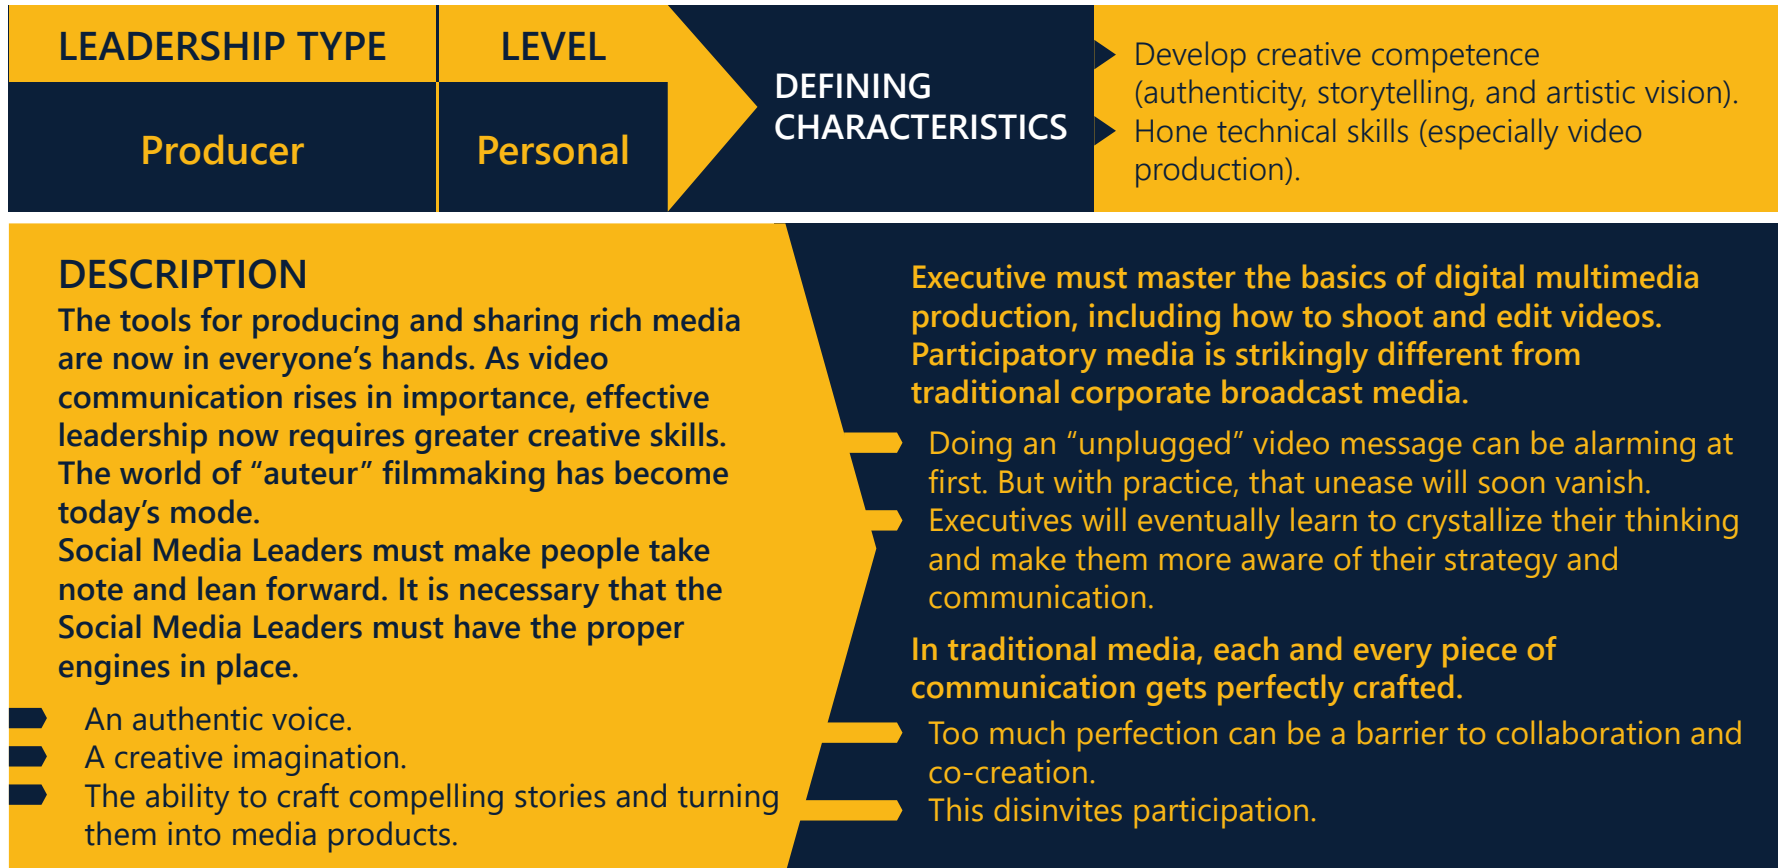 LEADERSHIP TYPE
LEVEL
Producer
Personal
DEFINING
CHARACTERISTICS
Develop creative competence
(authenticity, storytelling, and artistic vision).
Hone technical skills (especially video
production).
DESCRIPTION
The tools for producing and sharing rich media
are now in everyone’s hands. As video
communication rises in importance, effective
leadership now requires greater creative skills.
The world of “auteur” filmmaking has become
today’s mode.
Social Media Leaders must make people take
note and lean forward. It is necessary that the
Social Media Leaders must have the proper
engines in place.
An authentic voice.
A creative imagination.
The ability to craft compelling stories and turning
them into media products.
Executive must master the basics of digital multimedia
production, including how to shoot and edit videos.
Participatory media is strikingly different from
traditional corporate broadcast media.
Doing an “unplugged” video message can be alarming at
first. But with practice, that unease will soon vanish.
Executives will eventually learn to crystallize their thinking
and make them more aware of their strategy and
communication.
In traditional media, each and every piece of
communication gets perfectly crafted.
Too much perfection can be a barrier to collaboration and
co-creation.
This disinvites participation.